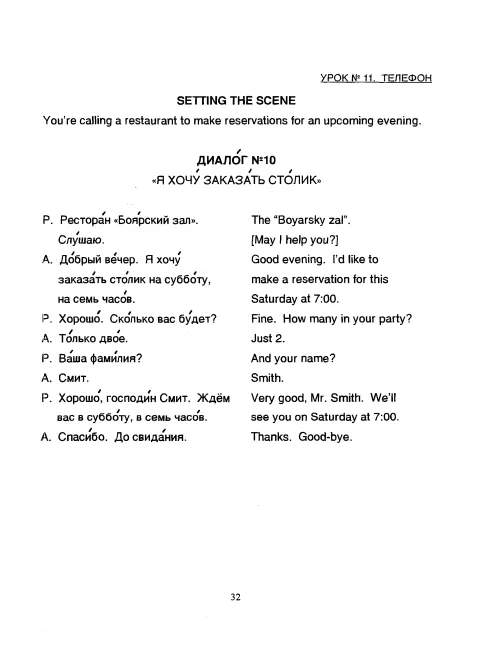 УРОК № 11. ТЕЛЕФОН
SETTING THE SCENE
You're calling a restaurant to make reservations for an upcoming evening.
ДИАЛО́Г №10
«Я ХОЧУ́ ЗАКАЗА́ТЬ СТО́ЛИК»
Р. Рестора́н «Боя́рский зал». The "Boyarsky zal".
Слу́шаю. [May I help you?]
А. До́брый ве́чер. Я хочу́ Good evening. I'd like to
заказа́ть сто́лик на суббо́ту, make a reservation for this
на семь часо́в. Saturday at 7:00.
Р. Хорошо́. Ско́лько вас бу́дет? Fine. How many in your party?
А. То́лько дво́е. Just 2.
Р. Ва́ша фами́лия? And your name?
А. Смит. Smith.
Р. Хорошо́, господи́н Смит. Ждём Very good, Mr. Smith. We'll
вас в суббо́ту, в семь часо́в. see you on Saturday at 7:00.
А. Спаси́бо. До свида́ния. Thanks. Good-bye.
32